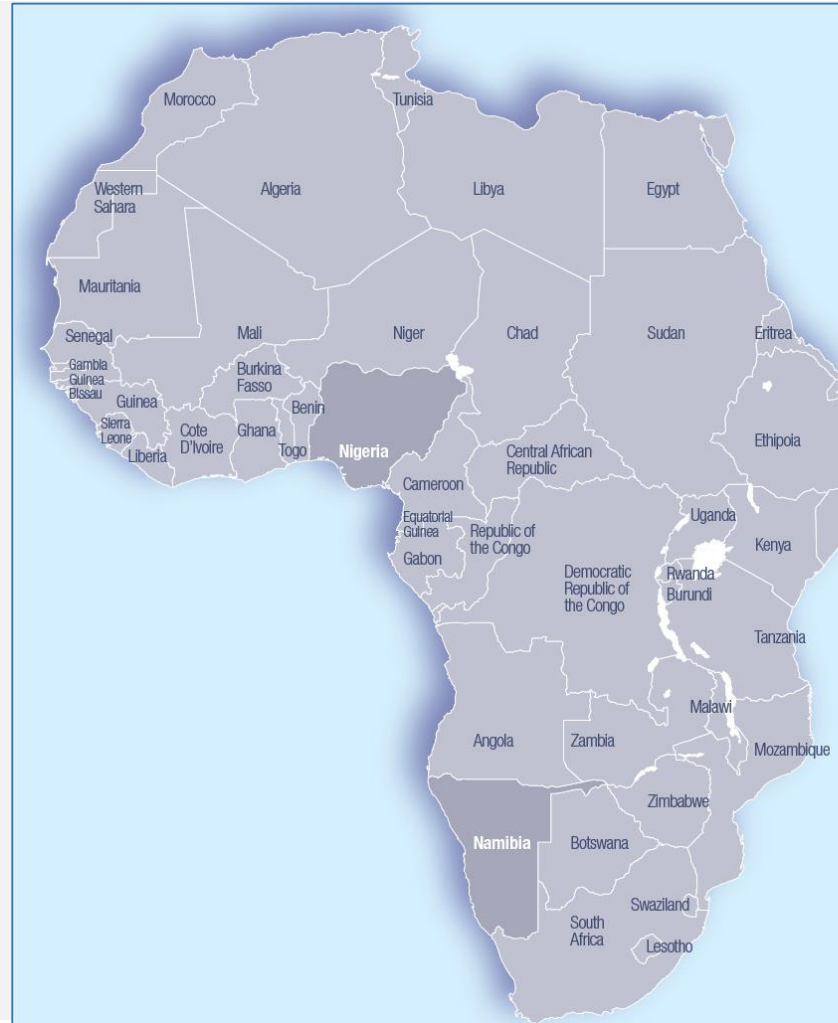 Morocco
Tunisia
Algeria
Libya
Egypt
Western
Sahara
Mauritania
Mali
Niger
Chad
Sudan
Eritrea
Senegal
Gambia
Guinea
Bissau
Guinea
Burkina
Fasso
Benin
Sierra
Leone
Liberia
Cote
D'Ivoire
Ghana
Togo
Nigeria
Central African
Republic
Ethipoia
Cameroon
Equatorial
Guinea
Gabon
Republic of
the Congo
Democratic
Republic of
the Congo
Uganda
Kenya
Rwanda
Burundi
Tanzania
Angola
Zambia
Malawi
Mozambique
Zimbabwe
Namibia
Botswana
Swaziland
South
Africa
Lesotho